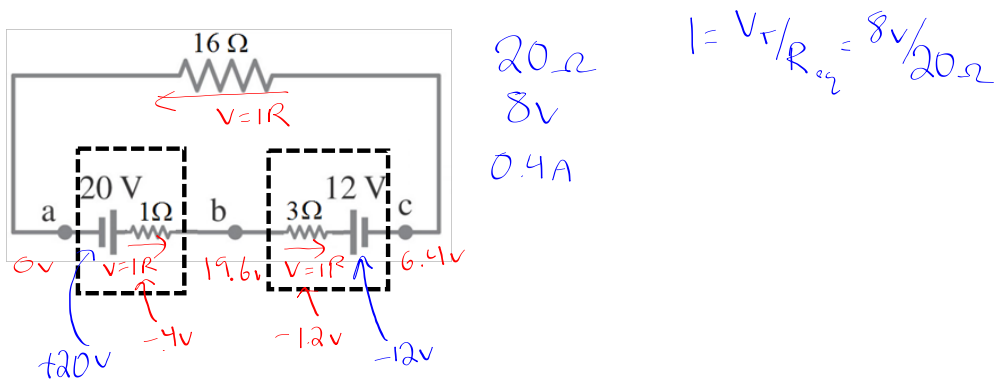 16 Ω
V=IR
20Ω
8v
0.4A
I = VT/Req = 8v/20Ω
20 V
12 V
a
1Ω
b
3Ω
c
0v
V=IR
19.6v
V=IR
6.4v
+20v
-.4v
-1.2v
-12v